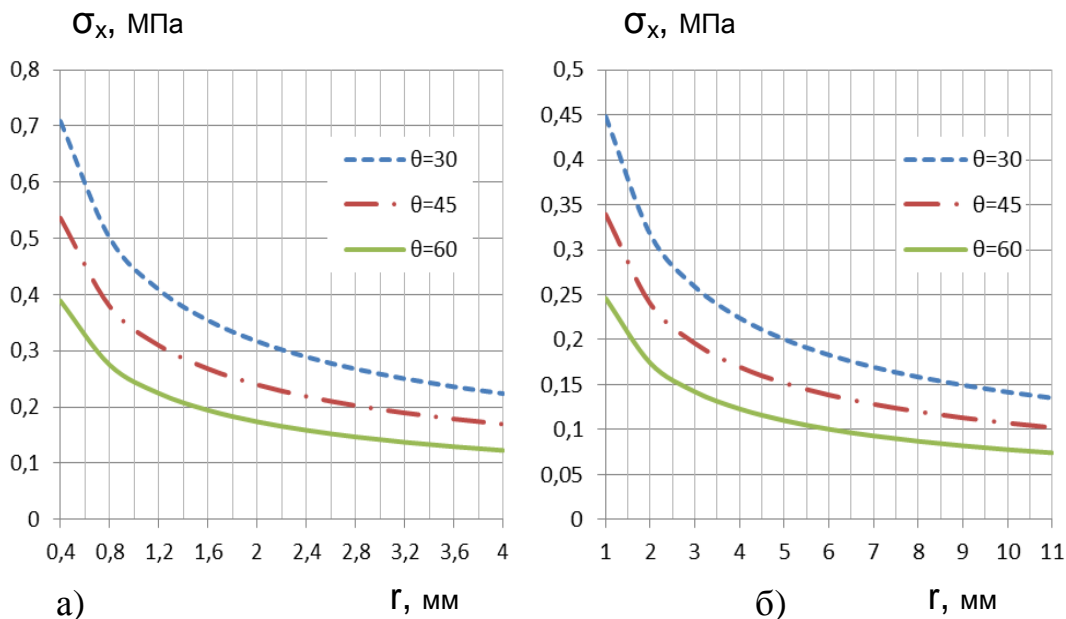 σx, МПа
0,8
0,7
0,6
0,5
0,4
0,3
0,2
0,1
0
θ=30
θ=45
θ=60
0,4 0,8 1,2 1,6 2 2,4 2,8 3,2 3,6 4
а)
r, мм
σx, МПа
0,5
0,45
0,4
0,35
0,3
0,25
0,2
0,15
0,1
0,05
0
θ=30
θ=45
θ=60
1 2 3 4 5 6 7 8 9 10 11
б)
r, мм